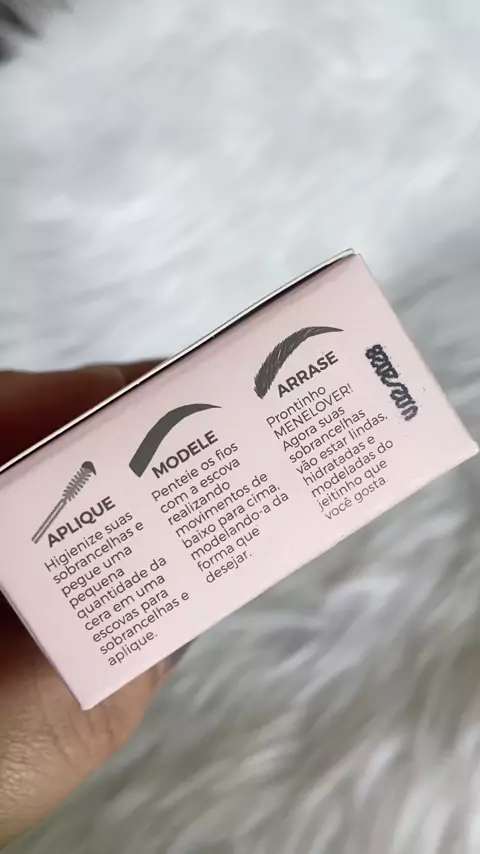 APLIQUE
Higienize suas
sobrancelhas e
pegue uma
pequena
quantidade da
cera em uma
escovas para
sobrancelhas e
aplique.
MODELE
Penteie os fios
com a escova
realizando
movimentos de
baixo para cima,
modelando-a da
forma que
desejar.
ARRASE
Prontinho
MENELOVER!
Agora suas
sobrancelhas
vão estar lindas,
hidratadas e
modeladas do
jeitinho que
você gosta